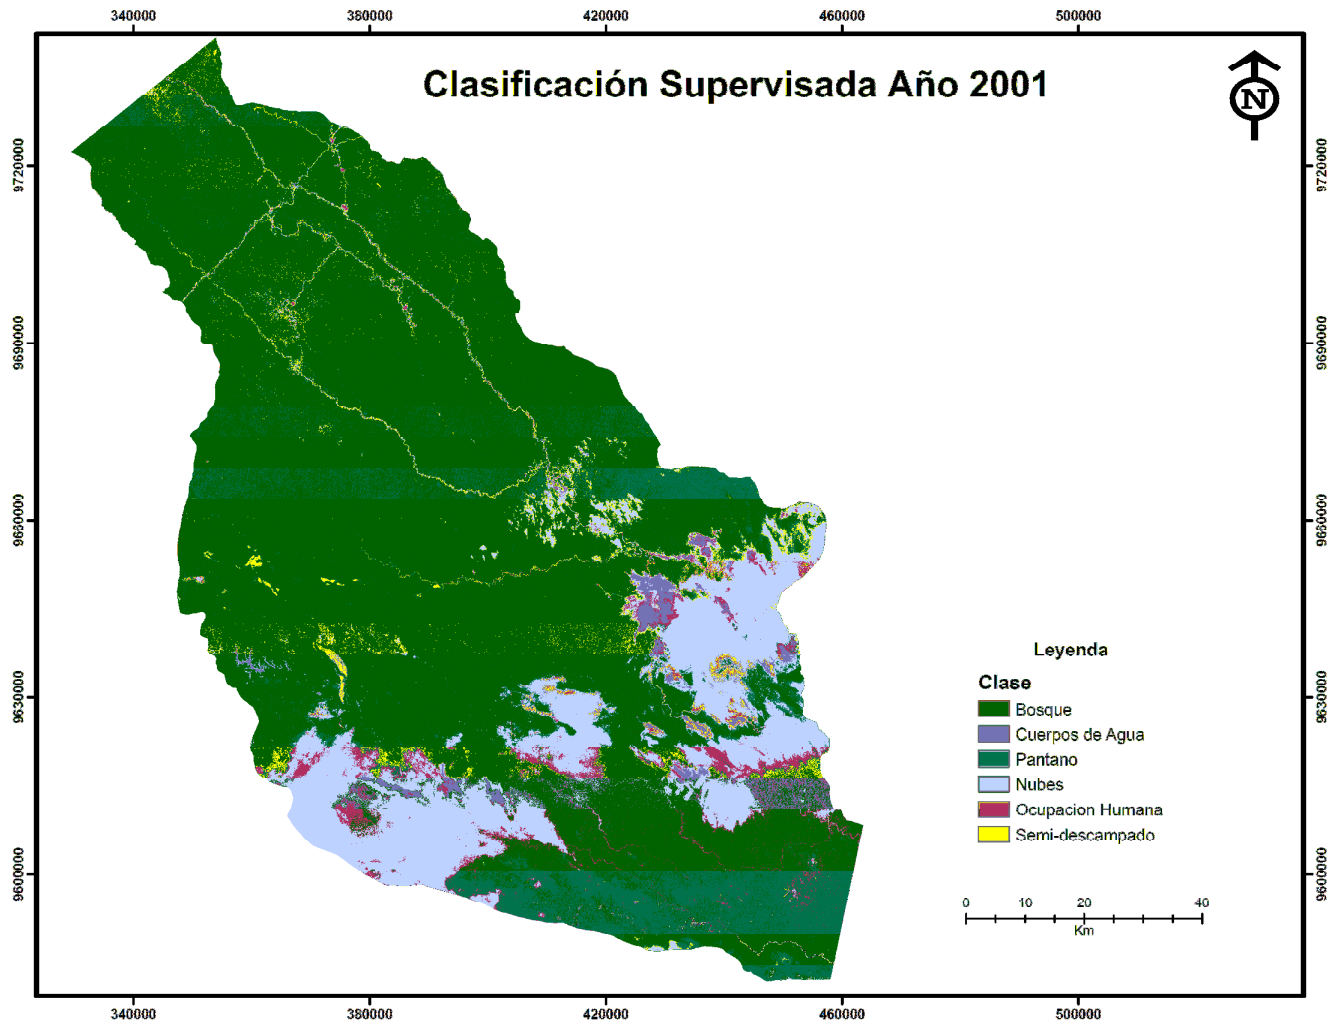 340000 380000 420000 460000 500000
Clasificación Supervisada Año 2001
N
9720000 9720000
9690000 9690000
9660000 9660000
9630000 9630000
9600000 9600000
Leyenda
Clase
Bosque
Cuerpos de Agua
Pantano
Nubes
Ocupacion Humana
Semi-descampado
0 10 20 40
Km
340000 380000 420000 460000 500000